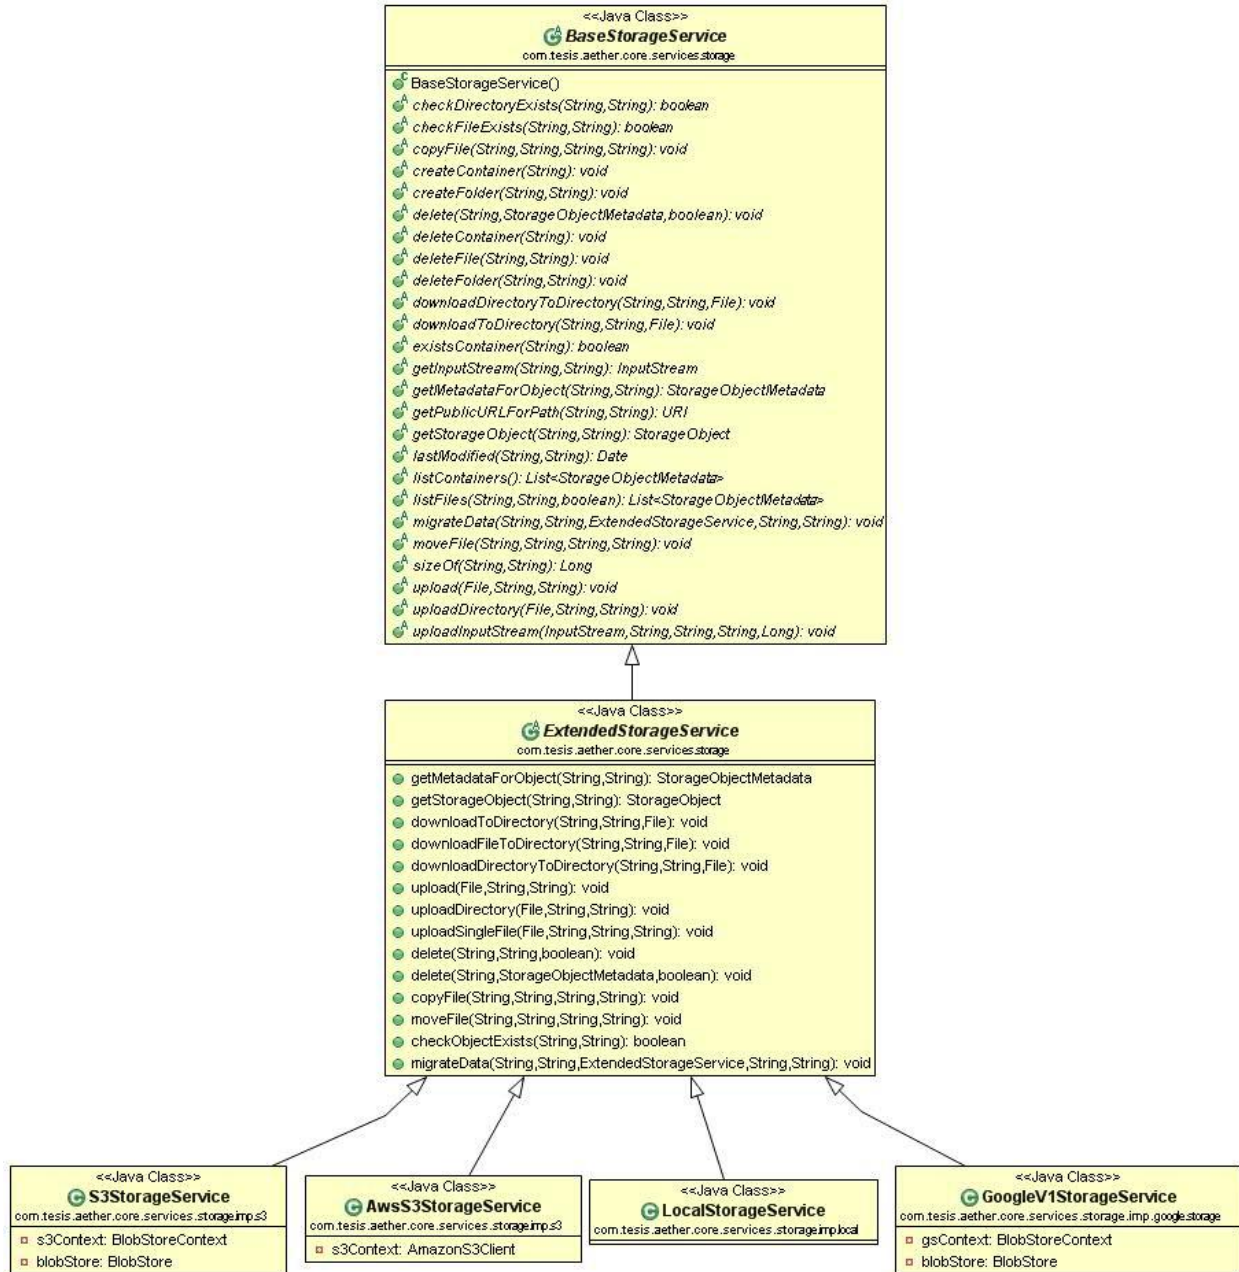 <<Java Class>>
BaseStorageService
com.tesis.aether.core.services.storage
BaseStorageService()
checkDirectoryExists(String,String): boolean
checkFileExists(String,String): boolean
copyFile(String,String,String,String): void
createContainer(String): void
createFolder(String,String): void
delete(String,StorageObjectMetadata,boolean): void
deleteContainer(String): void
deleteFile(String,String): void
deleteFolder(String,String): void
downloadDirectoryToDirectory(String,String,File): void
downloadToDirectory(String,String,File): void
existsContainer(String): boolean
getInputStream(String,String): InputStream
getMetadataForObject(String,String): StorageObjectMetadata
getPublicURLForPath(String,String): URI
getStorageObject(String,String): StorageObject
lastModified(String,String): Date
listContainers(): List<StorageObjectMetadata>
listFiles(String,String,boolean): List<StorageObjectMetadata>
migrateData(String,String,ExtendedStorageService,String,String): void
moveFile(String,String,String,String): void
sizeOf(String,String): Long
upload(File,String,String): void
uploadDirectory(File,String,String): void
uploadInputStream(InputStream,String,String,String,Long): void
<<Java Class>>
ExtendedStorageService
com.tesis.aether.core.services.storage
getMetadataForObject(String,String): StorageObjectMetadata
getStorageObject(String,String): StorageObject
downloadToDirectory(String,String,File): void
downloadFileToDirectory(String,String,File): void
downloadDirectoryToDirectory(String,String,File): void
upload(File,String,String): void
uploadDirectory(File,String,String): void
uploadSingleFile(File,String,String,String): void
delete(String,String,boolean): void
delete(String,StorageObjectMetadata,boolean): void
copyFile(String,String,String,String): void
moveFile(String,String,String,String): void
checkObjectExists(String,String): boolean
migrateData(String,String,ExtendedStorageService,String,String): void
<<Java Class>>
S3StorageService
com.tesis.aether.core.services.storage.imp.s3
s3Context: BlobStoreContext
blobStore: BlobStore
<<Java Class>>
AwsS3StorageService
com.tesis.aether.core.services.storage.imp.s3
s3Context: AmazonS3Client
<<Java Class>>
LocalStorageService
com.tesis.aether.core.services.storage.imp.local
<<Java Class>>
GoogleV1StorageService
com.tesis.aether.core.services.storage.imp.google.storage
gsContext: BlobStoreContext
blobStore: BlobStore